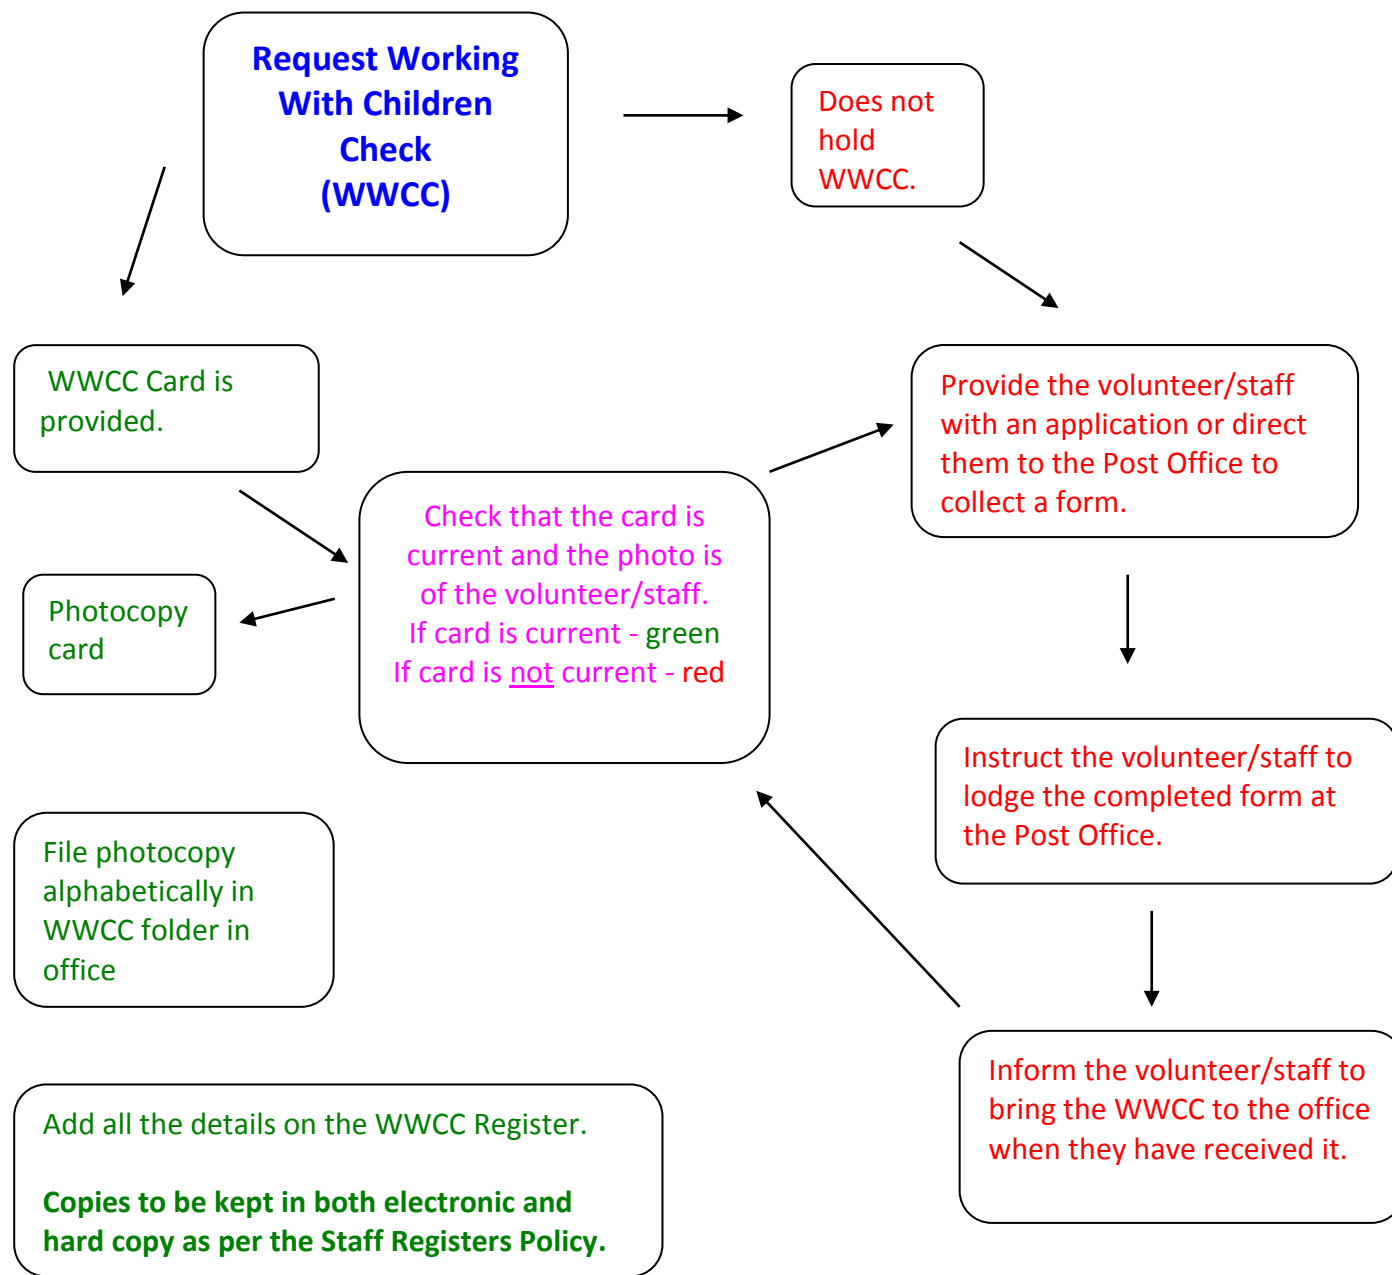 Request Working
With Children
Check
(WWCC)
Does not
hold
WWCC.
WWCC Card is
provided.
Provide the volunteer/staff
with an application or direct
them to the Post Office to
collect a form.
Check that the card is
current and the photo is
of the volunteer/staff.
If card is current - green
If card is not current - red
Photocopy
card
Instruct the volunteer/staff to
lodge the completed form at
the Post Office.
File photocopy
alphabetically in
WWCC folder in
office
Inform the volunteer/staff to
bring the WWCC to the office
when they have received it.
Add all the details on the WWCC Register.
Copies to be kept in both electronic and
hard copy as per the Staff Registers Policy.